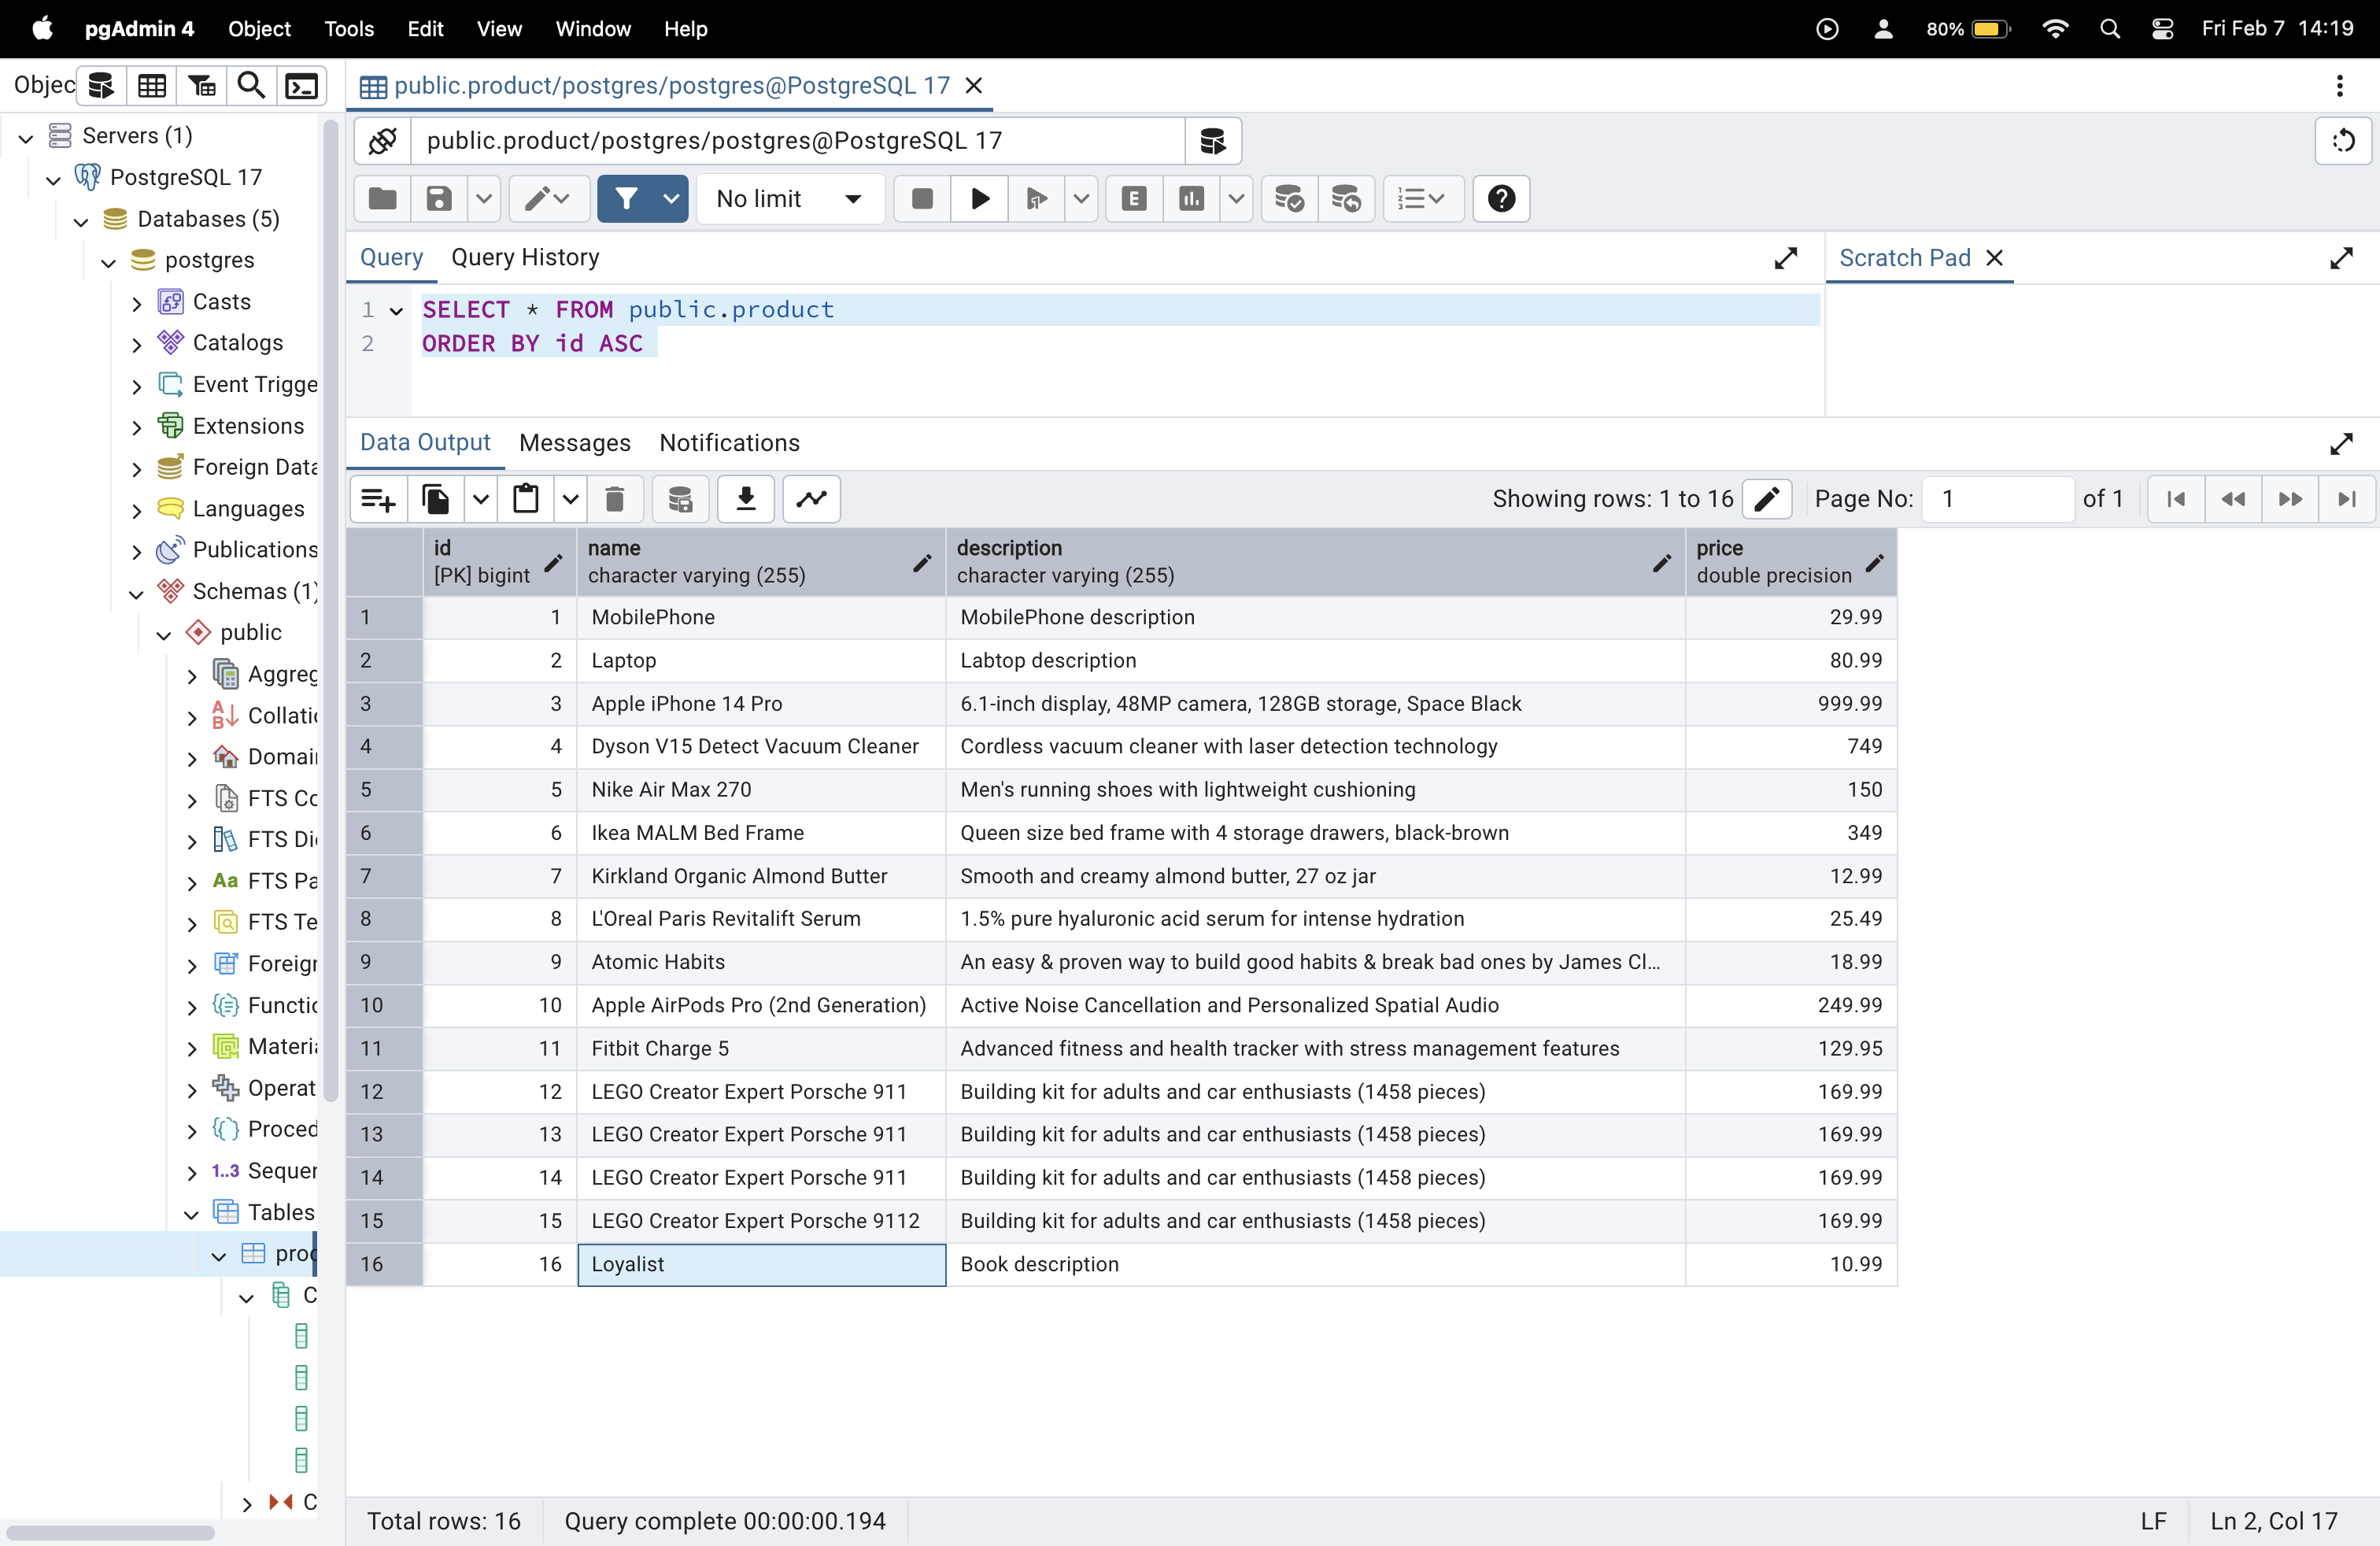 pgAdmin 4 Object Tools Edit View Window Help 80% Fri Feb 7 14:19
Objec
public.product/postgres/postgres@PostgreSQL 17
public.product/postgres/postgres@PostgreSQL 17
No limit
E
Query Query History
Scratch Pad
1 SELECT * FROM public.product
2 ORDER BY id ASC
Servers (1)
PostgreSQL 17
Databases (5)
postgres
Casts
Catalogs
Event Trigge
Extensions
Foreign Data
Languages
Publications
Schemas (1)
public
Aggreg
Collatio
Domai
FTS Co
FTS Di
Aa FTS Pa
FTS Te
Foreign
Functio
Materia
Operat
Proced
1..3 Sequen
Tables
prod
C
C
Data Output Messages Notifications
Showing rows: 1 to 16 Page No: 1 of 1
id name description price
[PK] bigint character varying (255) character varying (255) double precision
1 1 MobilePhone MobilePhone description 29.99
2 2 Laptop Labtop description 80.99
3 3 Apple iPhone 14 Pro 6.1-inch display, 48MP camera, 128GB storage, Space Black 999.99
4 4 Dyson V15 Detect Vacuum Cleaner Cordless vacuum cleaner with laser detection technology 749
5 5 Nike Air Max 270 Men's running shoes with lightweight cushioning 150
6 6 Ikea MALM Bed Frame Queen size bed frame with 4 storage drawers, black-brown 349
7 7 Kirkland Organic Almond Butter Smooth and creamy almond butter, 27 oz jar 12.99
8 8 L'Oreal Paris Revitalift Serum 1.5% pure hyaluronic acid serum for intense hydration 25.49
9 9 Atomic Habits An easy & proven way to build good habits & break bad ones by James Cl... 18.99
10 10 Apple AirPods Pro (2nd Generation) Active Noise Cancellation and Personalized Spatial Audio 249.99
11 11 Fitbit Charge 5 Advanced fitness and health tracker with stress management features 129.95
12 12 LEGO Creator Expert Porsche 911 Building kit for adults and car enthusiasts (1458 pieces) 169.99
13 13 LEGO Creator Expert Porsche 911 Building kit for adults and car enthusiasts (1458 pieces) 169.99
14 14 LEGO Creator Expert Porsche 911 Building kit for adults and car enthusiasts (1458 pieces) 169.99
15 15 LEGO Creator Expert Porsche 9112 Building kit for adults and car enthusiasts (1458 pieces) 169.99
16 16 Loyalist Book description 10.99
Total rows: 16 Query complete 00:00:00.194 LF Ln 2, Col 17